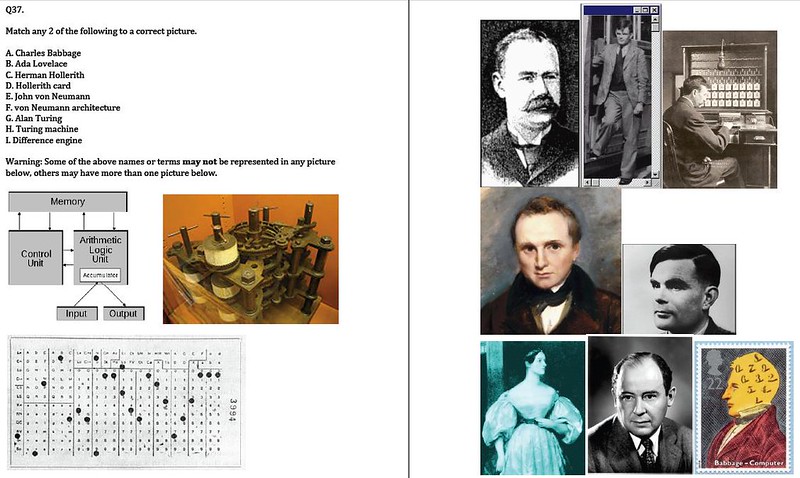 Q37.
Match any 2 of the following to a correct picture.
A. Charles Babbage
B. Ada Lovelace
C. Herman Hollerith
D. Hollerith card
E. John von Neumann
F. von Neumann architecture
G. Alan Turing
H. Turing machine
I. Difference engine
Warning: Some of the above names or terms may not be represented in any picture
below, others may have more than one picture below.
Memory
Control
Unit
Arithmetic
Logic
Unit
Accumulator
Input
Output
3994
22
Babbage - Computer